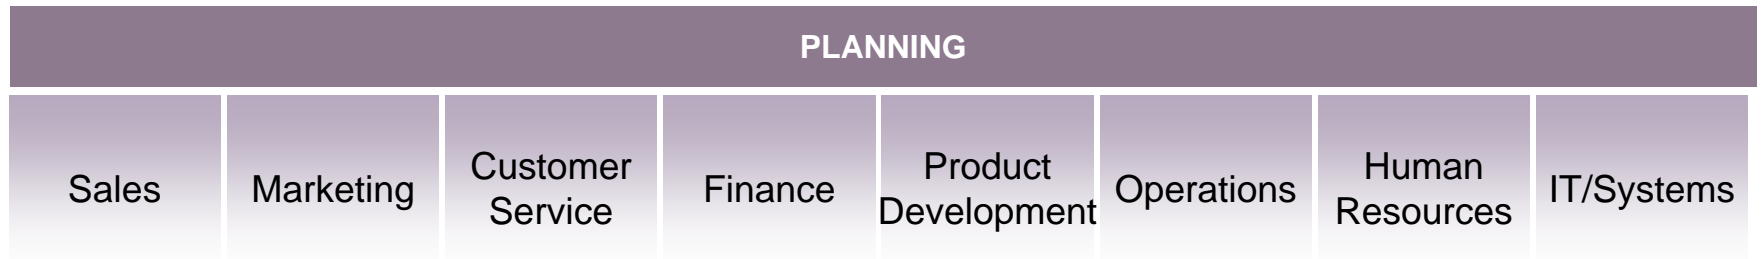 PLANNING
Sales
Marketing
Customer
Service
Finance
Product
Development
Operations
Human
Resources
IT/Systems